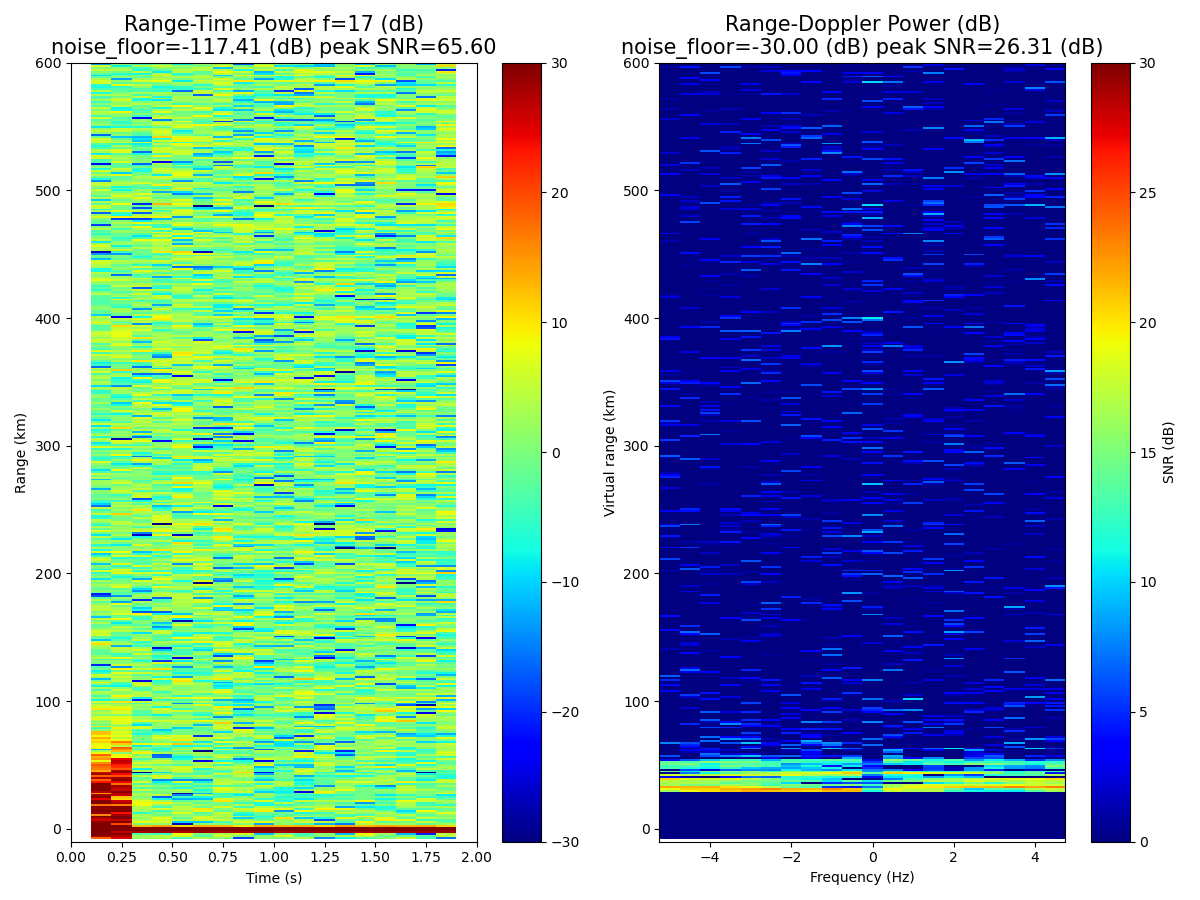 Range-Time Power f=17 (dB)
noise_floor=-117.41 (dB) peak SNR=65.60
600
500
400
300
200
100
0
Range (km)
0.00 0.25 0.50 0.75 1.00 1.25 1.50 1.75 2.00
Time (s)
30
20
10
0
−10
−20
−30
Range-Doppler Power (dB)
noise_floor=-30.00 (dB) peak SNR=26.31 (dB)
600
500
400
300
200
100
0
Virtual range (km)
−4 −2 0 2 4
Frequency (Hz)
30
25
20
15
10
5
0
SNR (dB)